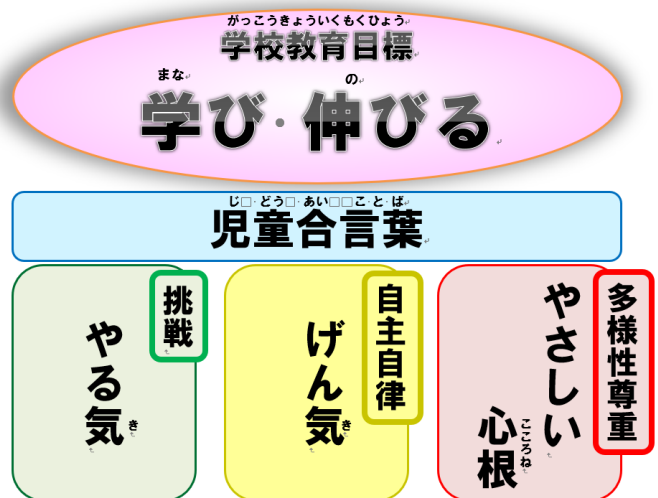 がっこうきょういくもくひょう
学校教育目標
まな の
学び・伸びる
じ□・どう□・あい□□こ・と・ば
児童合言葉
挑戦
やる気
き
自主自律
げん気
き
多様性尊重
やさしい
心根
こころね